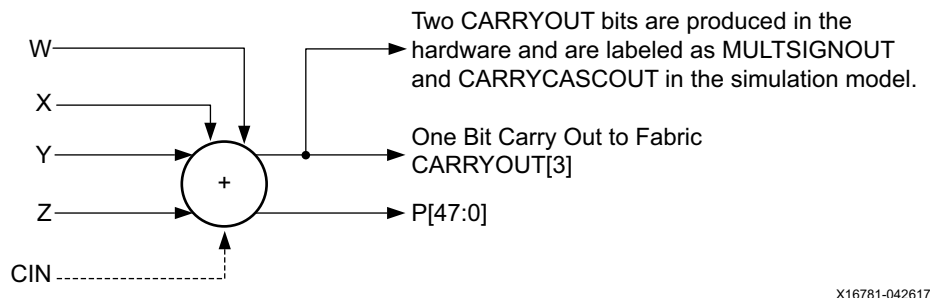 Two CARRYOUT bits are produced in the
hardware and are labeled as MULTSIGNOUT
and CARRYCASCOUT in the simulation model.
W
X
One Bit Carry Out to Fabric
CARRYOUT[3]
Y
+
Z
P[47:0]
CIN
X16781-042617